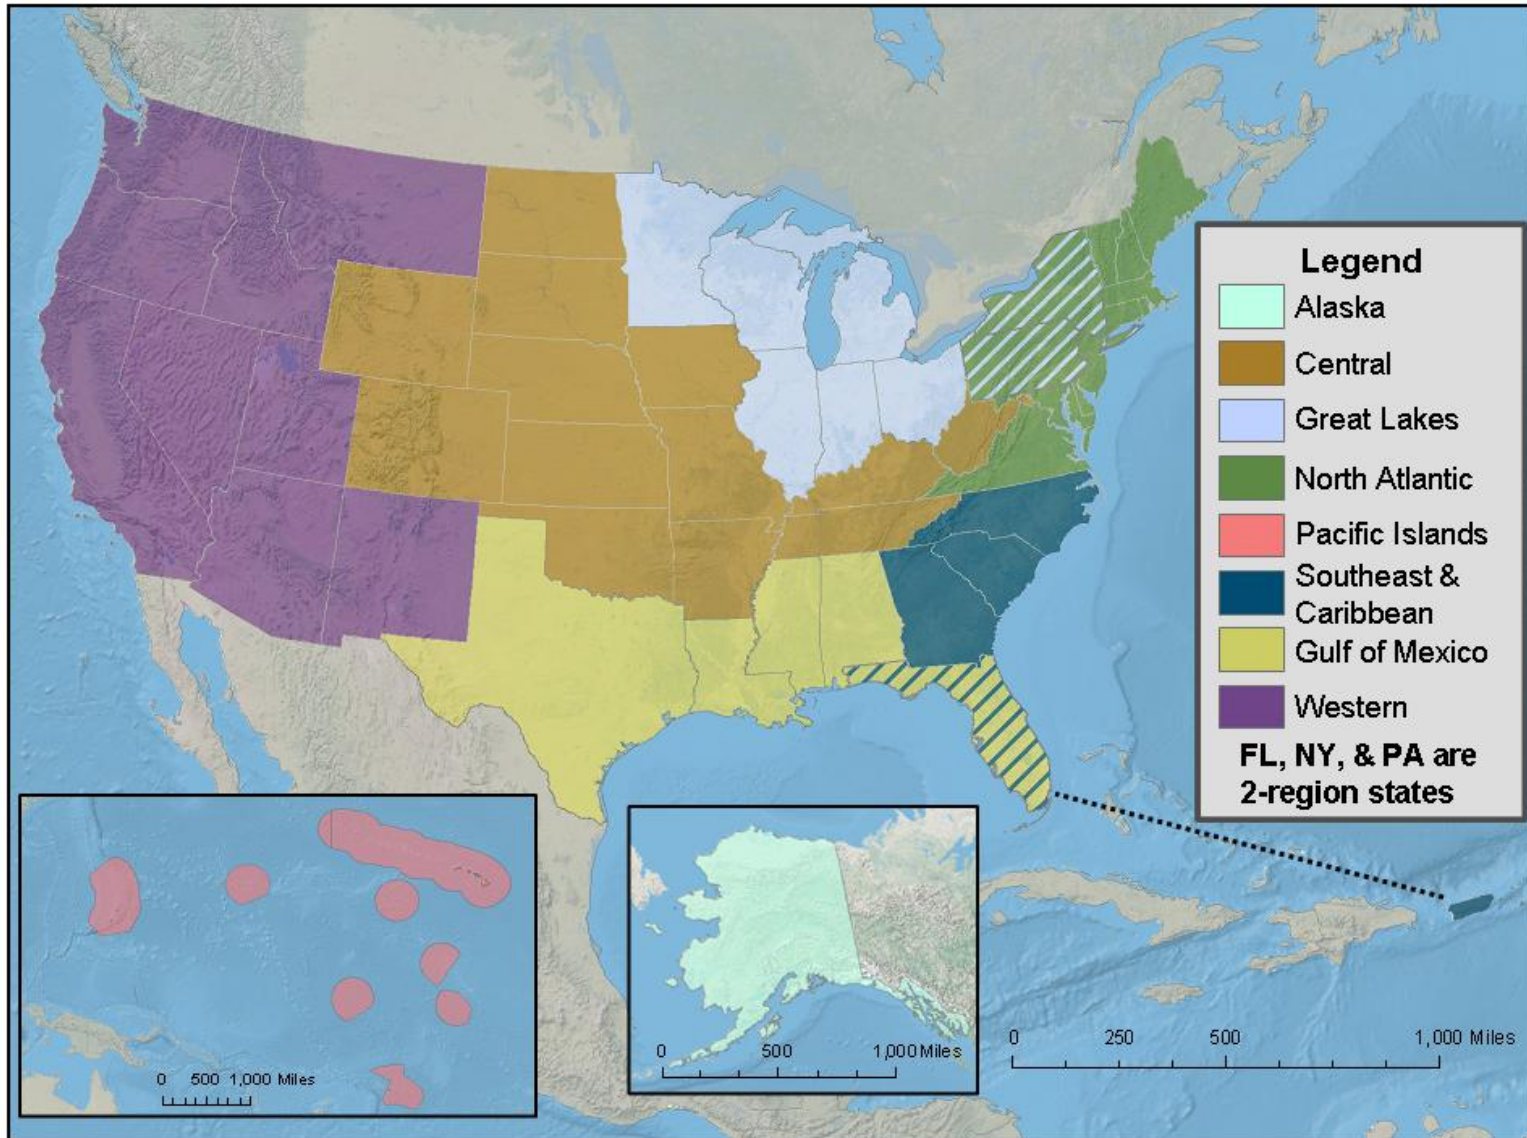 Legend
Alaska
Central
Great Lakes
North Atlantic
Pacific Islands
Southeast &
Caribbean
Gulf of Mexico
Western
FL, NY, & PA are
2-region states
0 500 1,000 Miles
0 500 1,000 Miles
0 250 500 1,000 Miles